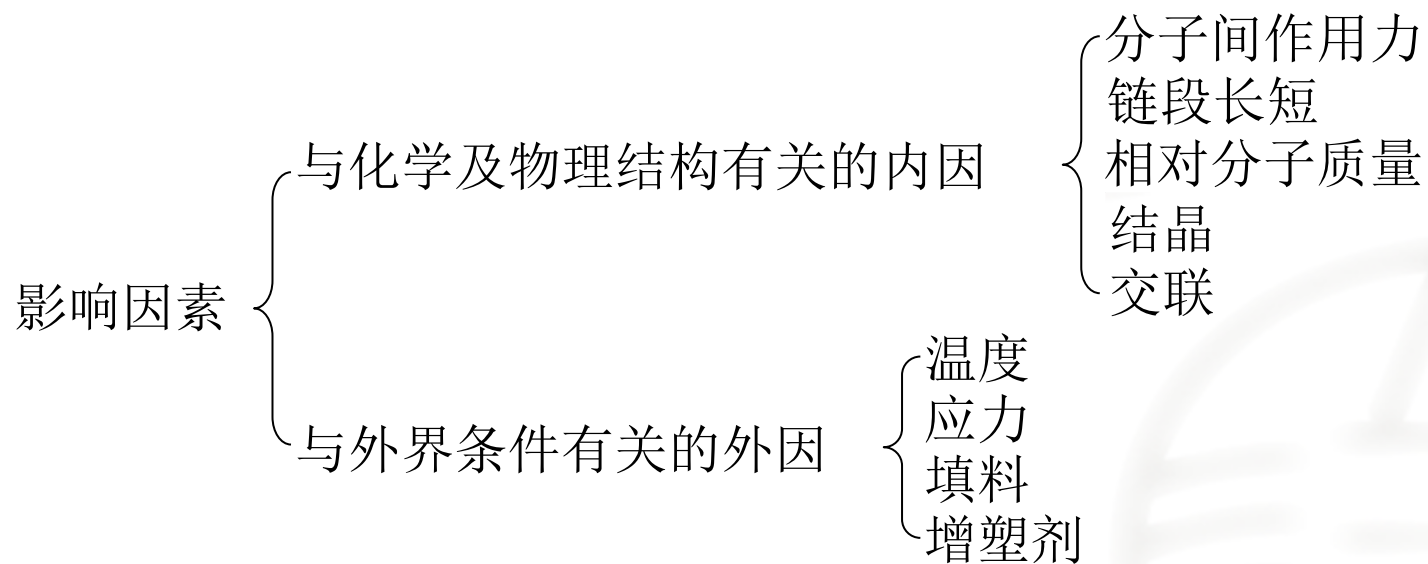 影响因素
与化学及物理结构有关的内因
分子间作用力
链段长短
相对分子质量
结晶
交联
与外界条件有关的外因
温度
应力
填料
增塑剂